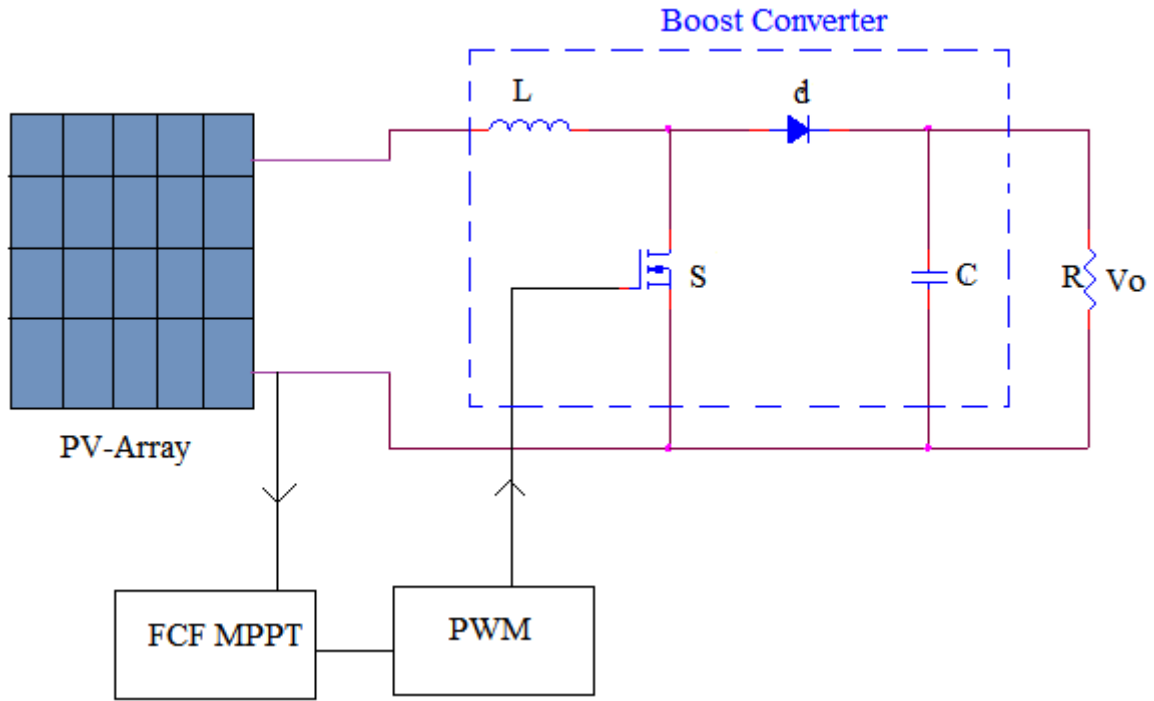 Boost Converter
L
d
S
C
R
Vo
PV-Array
FCF MPPT
PWM